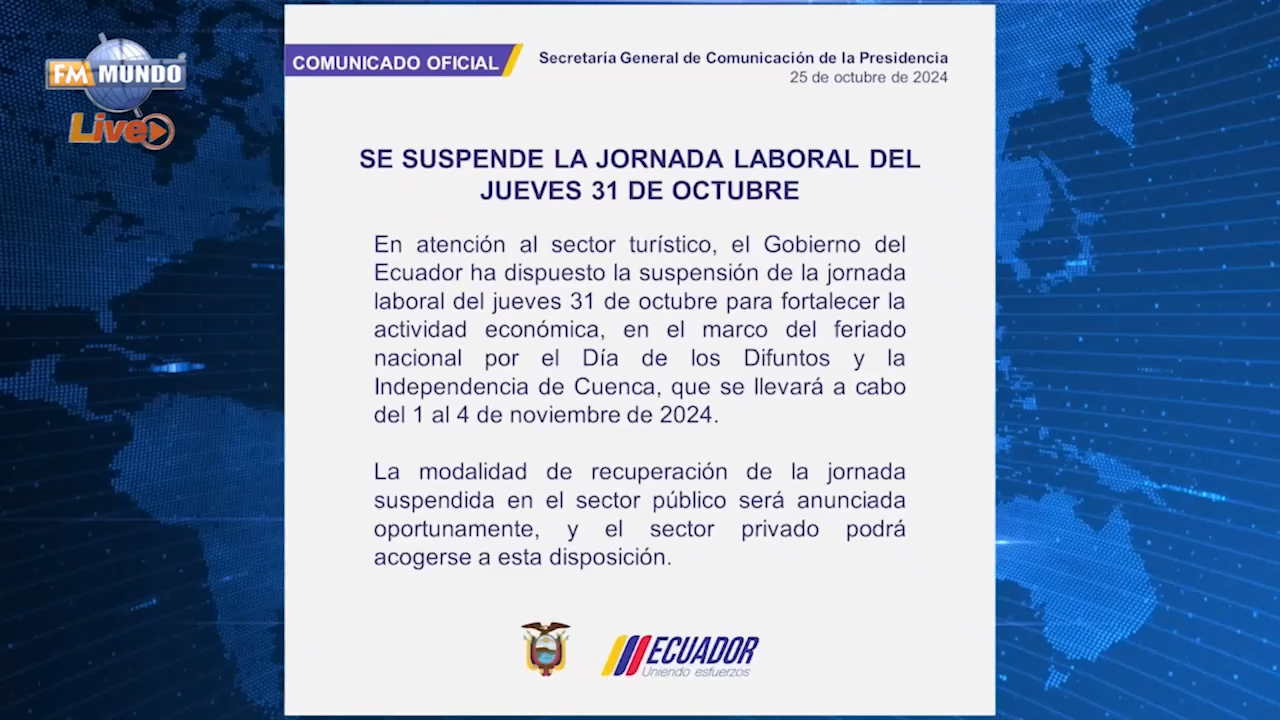 FM MUNDO
Live
COMUNICADO OFICIAL
Secretaría General de Comunicación de la Presidencia
25 de octubre de 2024
SE SUSPENDE LA JORNADA LABORAL DEL
JUEVES 31 DE OCTUBRE
En atención al sector turístico, el Gobierno del
Ecuador ha dispuesto la suspensión de la jornada
laboral del jueves 31 de octubre para fortalecer la
actividad económica, en el marco del feriado
nacional por el Día de los Difuntos y la
Independencia de Cuenca, que se llevará a cabo
del 1 al 4 de noviembre de 2024.
La modalidad de recuperación de la jornada
suspendida en el sector público será anunciada
oportunamente, y el sector privado podrá
acogerse a esta disposición.
ECUADOR
Uniendo esfuerzos